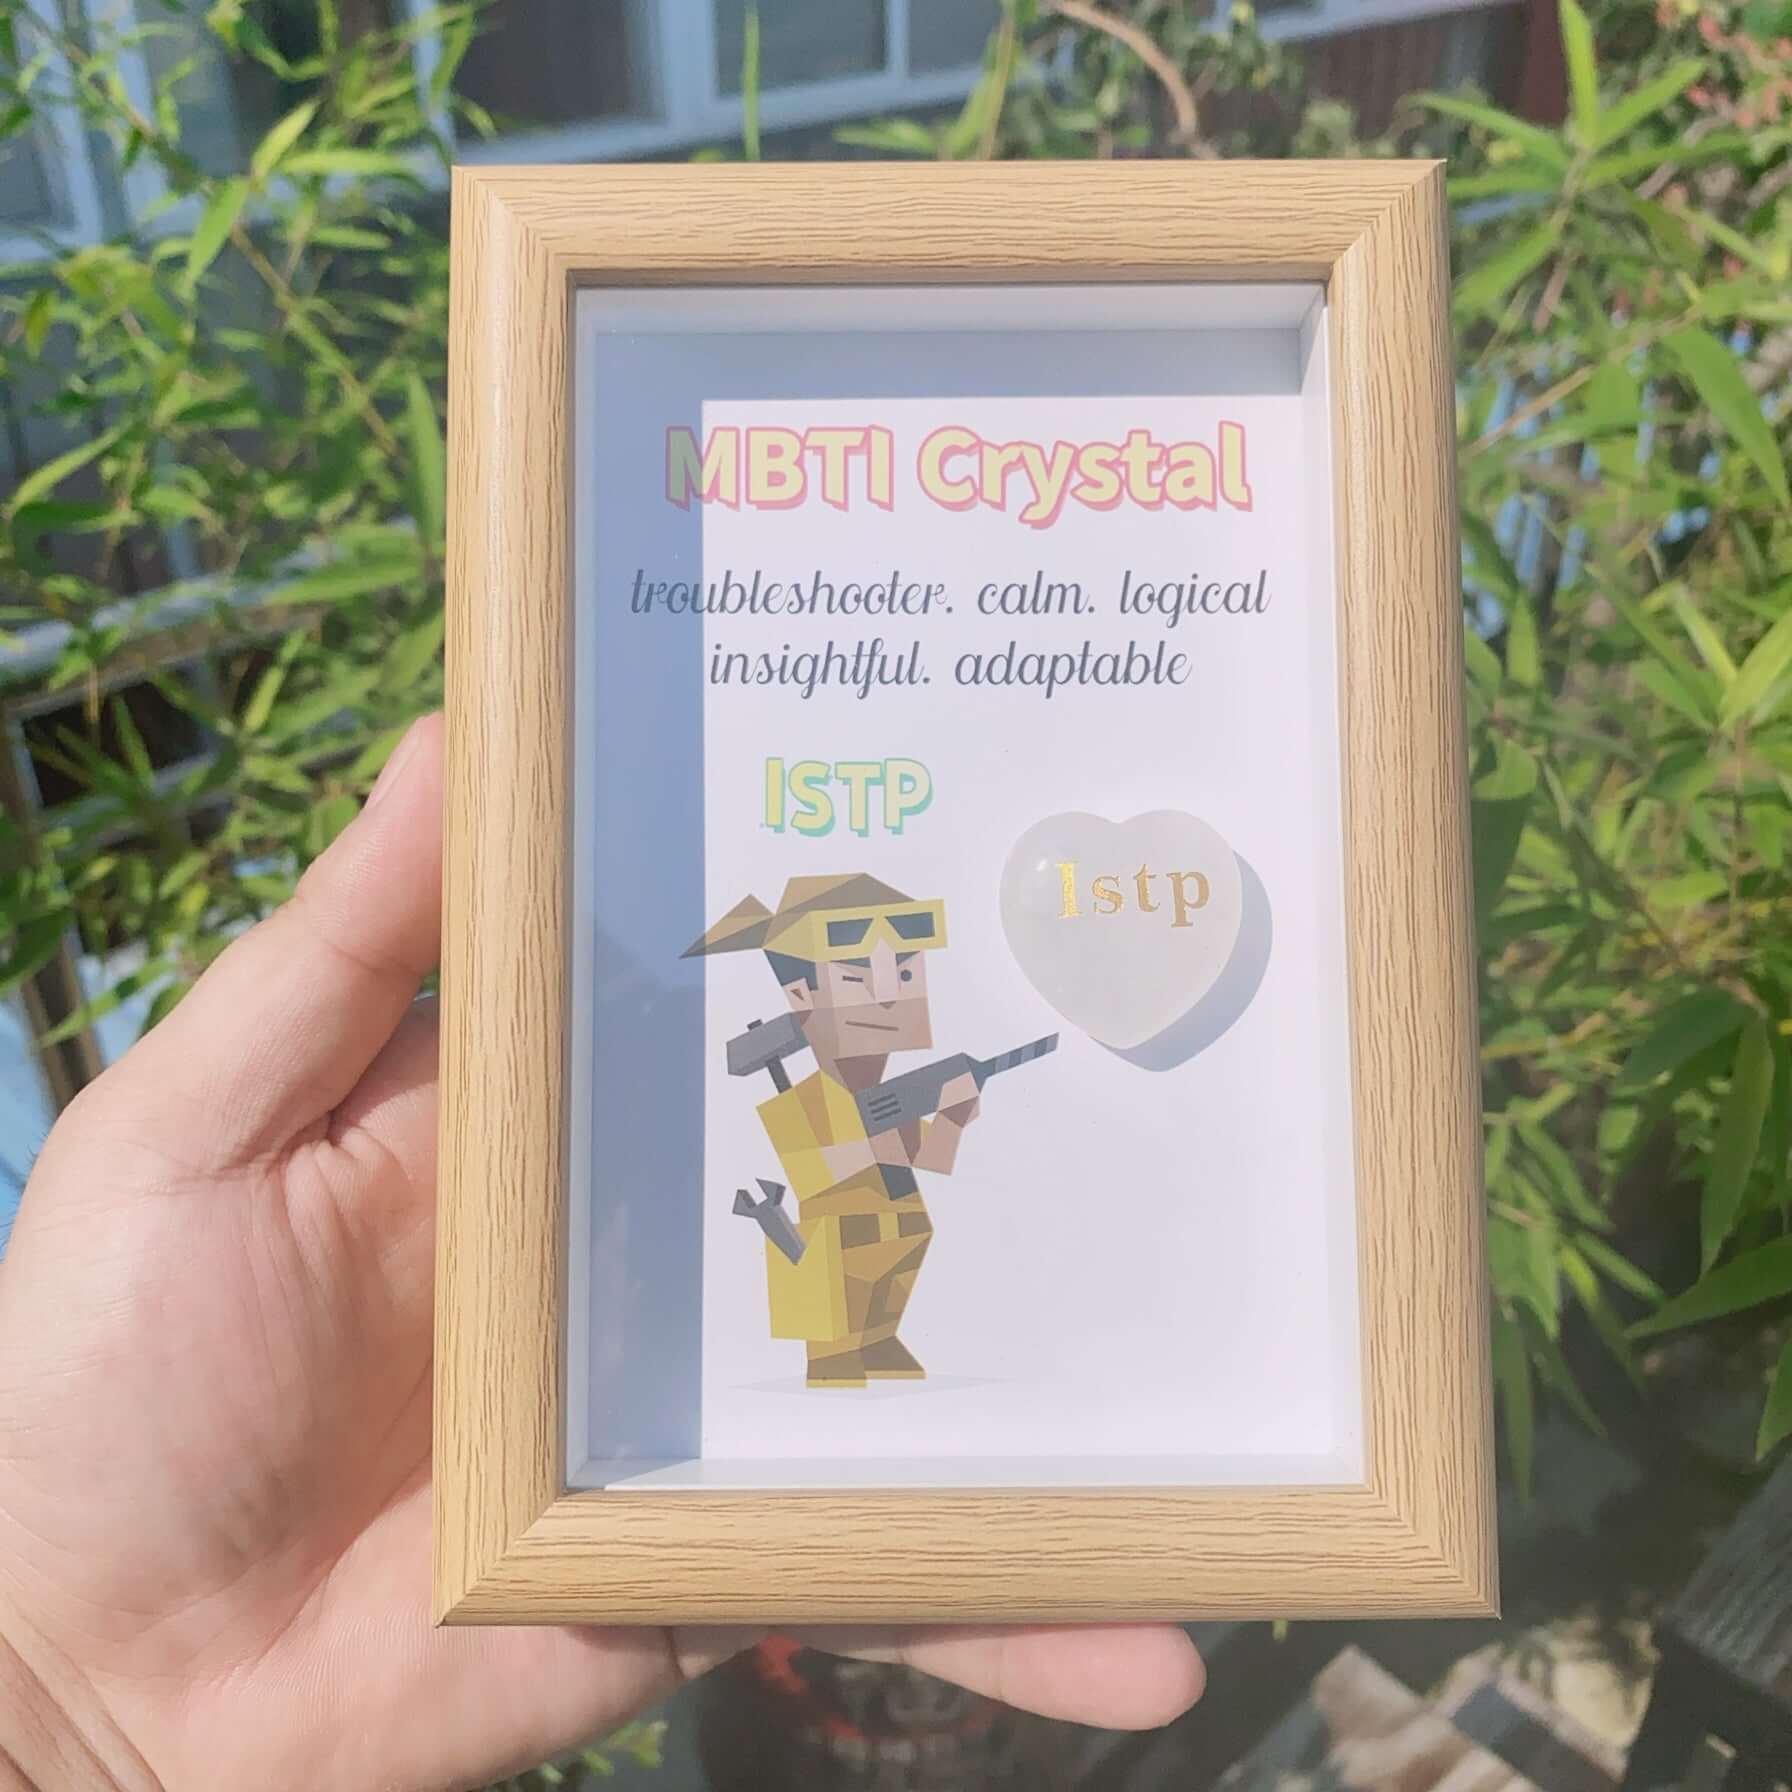 MBTI Crystal
troubleshooter. calm. logical
insightful. adaptable
ISTP
Istp